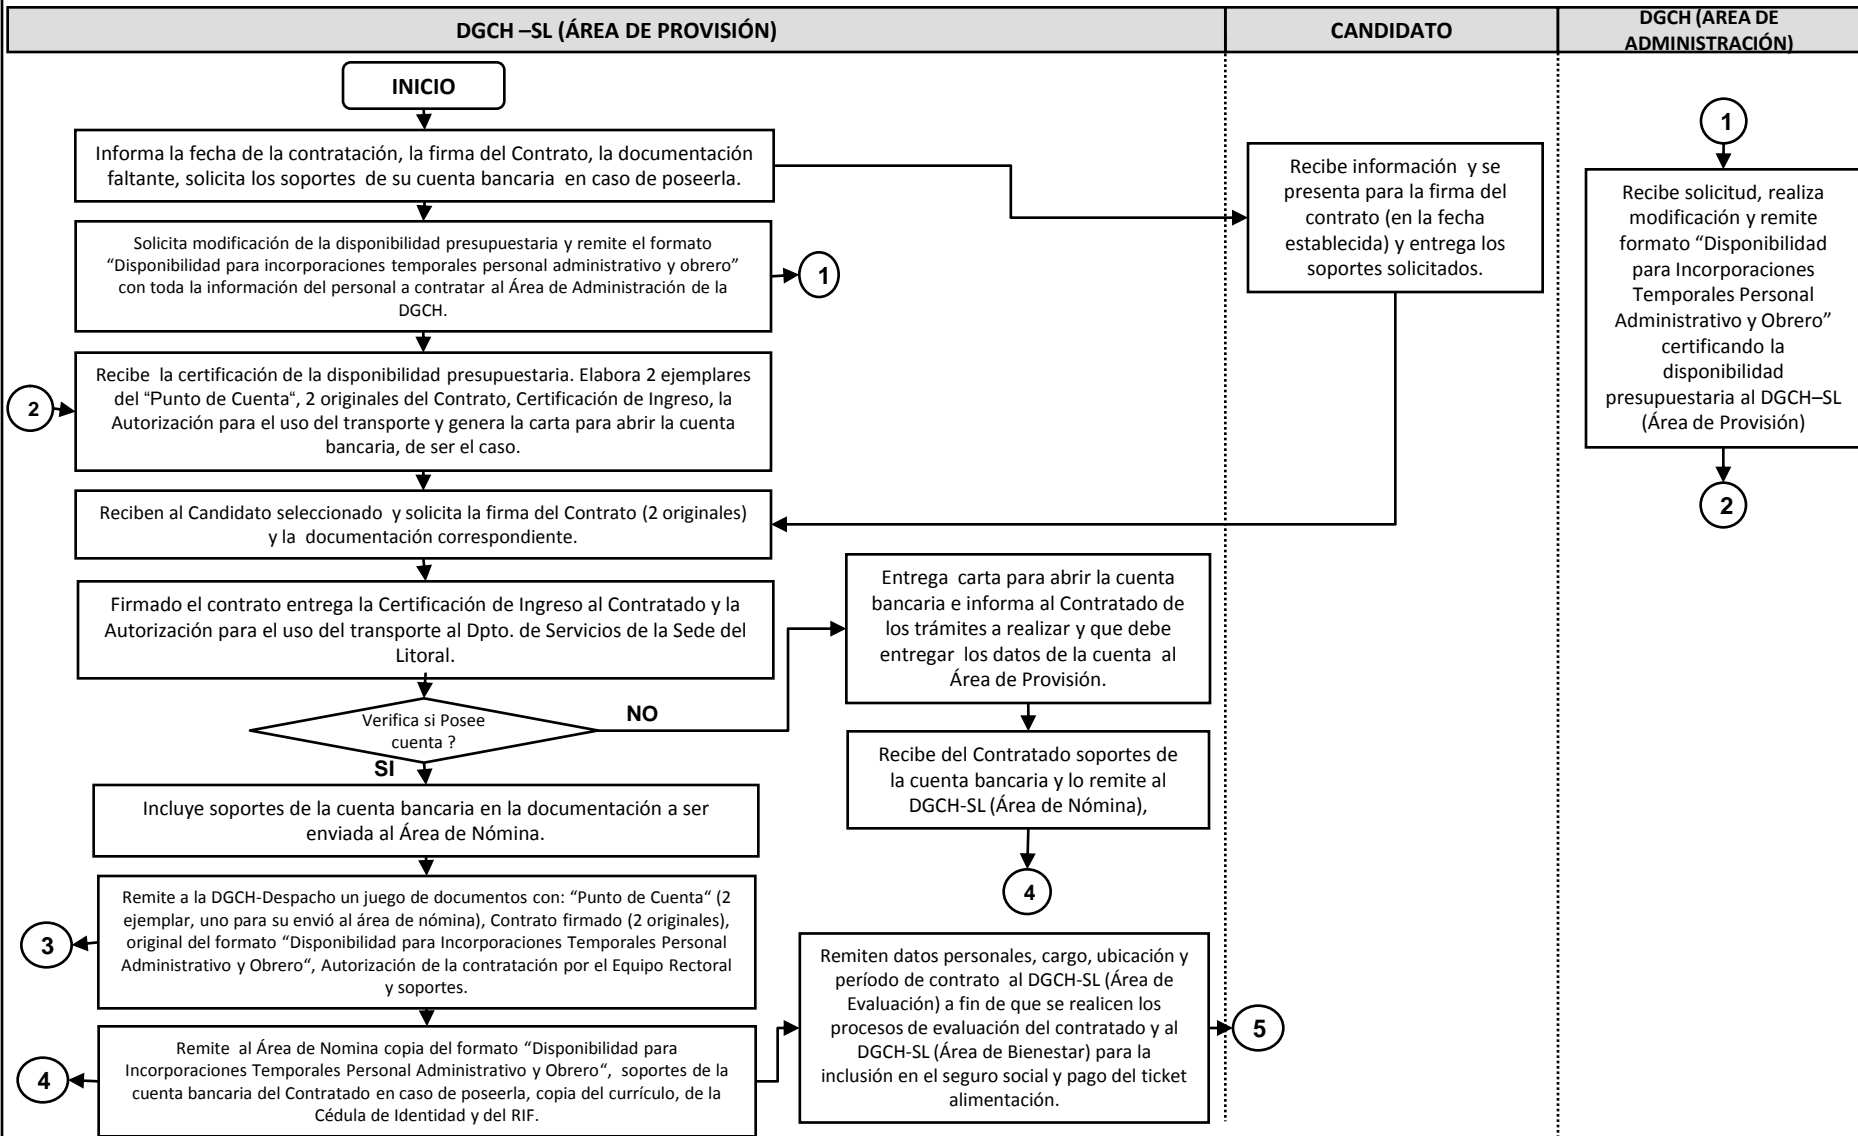 DGCH –SL (ÁREA DE PROVISIÓN)
CANDIDATO
DGCH (AREA DE
ADMINISTRACIÓN)
INICIO
Informa la fecha de la contratación, la firma del Contrato, la documentación
faltante, solicita los soportes de su cuenta bancaria en caso de poseerla.
Solicita modificación de la disponibilidad presupuestaria y remite el formato
“Disponibilidad para incorporaciones temporales personal administrativo y obrero”
con toda la información del personal a contratar al Área de Administración de la
DGCH.
1
2
Recibe la certificación de la disponibilidad presupuestaria. Elabora 2 ejemplares
del “Punto de Cuenta“, 2 originales del Contrato, Certificación de Ingreso, la
Autorización para el uso del transporte y genera la carta para abrir la cuenta
bancaria, de ser el caso.
Reciben al Candidato seleccionado y solicita la firma del Contrato (2 originales)
y la documentación correspondiente.
Firmado el contrato entrega la Certificación de Ingreso al Contratado y la
Autorización para el uso del transporte al Dpto. de Servicios de la Sede del
Litoral.
Verifica si Posee
cuenta ?
NO
SI
Incluye soportes de la cuenta bancaria en la documentación a ser
enviada al Área de Nómina.
Remite a la DGCH-Despacho un juego de documentos con: “Punto de Cuenta“ (2
ejemplar, uno para su envió al área de nómina), Contrato firmado (2 originales),
original del formato “Disponibilidad para Incorporaciones Temporales Personal
Administrativo y Obrero“, Autorización de la contratación por el Equipo Rectoral
y soportes.
3
Remite al Área de Nomina copia del formato “Disponibilidad para
Incorporaciones Temporales Personal Administrativo y Obrero“, soportes de la
cuenta bancaria del Contratado en caso de poseerla, copia del currículo, de la
Cédula de Identidad y del RIF.
4
Entrega carta para abrir la cuenta
bancaria e informa al Contratado de
los trámites a realizar y que debe
entregar los datos de la cuenta al
Área de Provisión.
Recibe del Contratado soportes de
la cuenta bancaria y lo remite al
DGCH-SL (Área de Nómina),
4
Remiten datos personales, cargo, ubicación y
período de contrato al DGCH-SL (Área de
Evaluación) a fin de que se realicen los
procesos de evaluación del contratado y al
DGCH-SL (Área de Bienestar) para la
inclusión en el seguro social y pago del ticket
alimentación.
5
Recibe información y se
presenta para la firma del
contrato (en la fecha
establecida) y entrega los
soportes solicitados.
1
Recibe solicitud, realiza
modificación y remite
formato “Disponibilidad
para Incorporaciones
Temporales Personal
Administrativo y Obrero”
certificando la
disponibilidad
presupuestaria al DGCH–SL
(Área de Provisión)
2